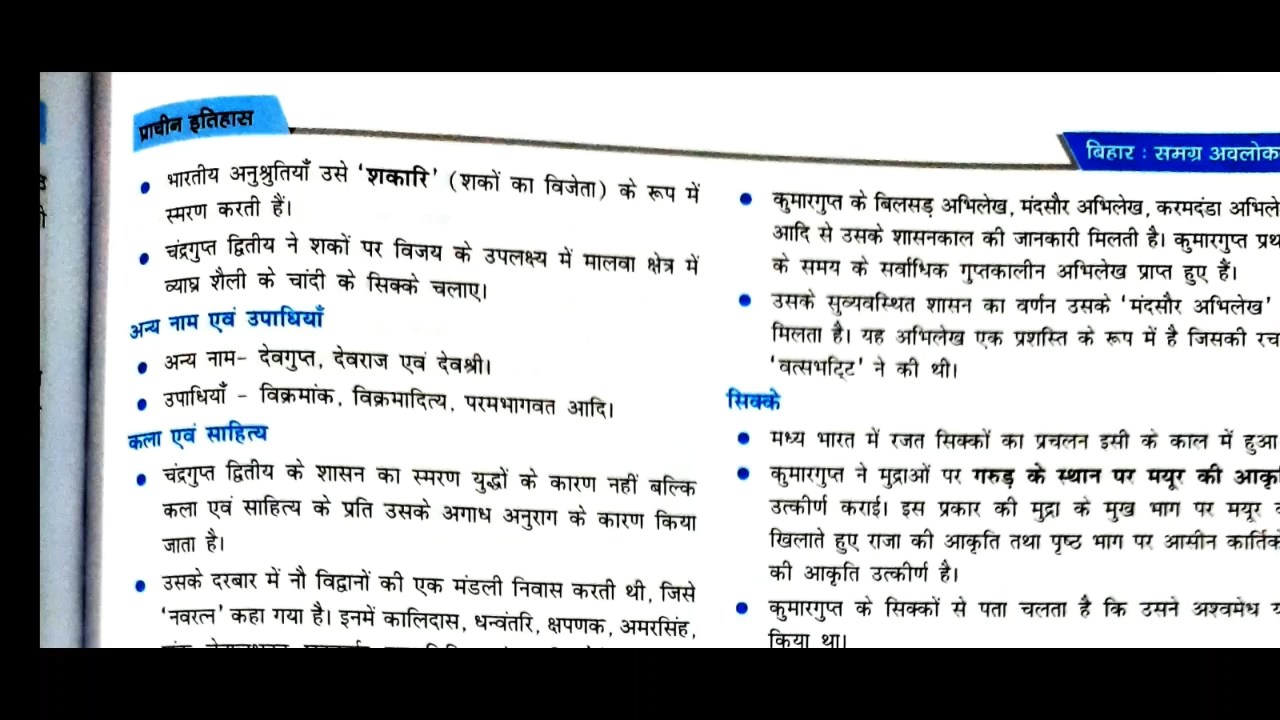 प्राचीन इतिहास
बिहार : समग्र अवलोक
भारतीय अनुश्रुतियाँ उसे ‘शकारि’ (शकों का विजेता) के रूप में
स्मरण करती हैं।
चंद्रगुप्त द्वितीय ने शकों पर विजय के उपलक्ष्य में मालवा क्षेत्र में
व्याघ्र शैली के चांदी के सिक्के चलाए।
अन्य नाम एवं उपाधियाँ
अन्य नाम- देवगुप्त, देवराज एवं देवश्री।
उपाधियाँ - विक्रमांक, विक्रमादित्य, परमभागवत आदि।
कला एवं साहित्य
चंद्रगुप्त द्वितीय के शासन का स्मरण युद्धों के कारण नहीं बल्कि
कला एवं साहित्य के प्रति उसके अगाध अनुराग के कारण किया
जाता है।
उसके दरबार में नौ विद्वानों की एक मंडली निवास करती थी, जिसे
‘नवरत्न’ कहा गया है। इनमें कालिदास, धन्वंतरि, क्षपणक, अमरसिंह,
कुमारगुप्त के बिलसड़ अभिलेख, मंदसौर अभिलेख, करमदंडा अभिले
आदि से उसके शासनकाल की जानकारी मिलती है। कुमारगुप्त प्रथ
के समय के सर्वाधिक गुप्तकालीन अभिलेख प्राप्त हुए हैं।
उसके सुव्यवस्थित शासन का वर्णन उसके ‘मंदसौर अभिलेख’
मिलता है। यह अभिलेख एक प्रशस्ति के रूप में है जिसकी रच
‘वत्सभट्टि’ ने की थी।
सिक्के
मध्य भारत में रजत सिक्कों का प्रचलन इसी के काल में हुआ
कुमारगुप्त ने मुद्राओं पर गरुड़ के स्थान पर मयूर की आकृ
उत्कीर्ण कराई। इस प्रकार की मुद्रा के मुख भाग पर मयूर
खिलाते हुए राजा की आकृति तथा पृष्ठ भाग पर आसीन कार्तिके
की आकृति उत्कीर्ण है।
कुमारगुप्त के सिक्कों से पता चलता है कि उसने अश्वमेध य
किया था।